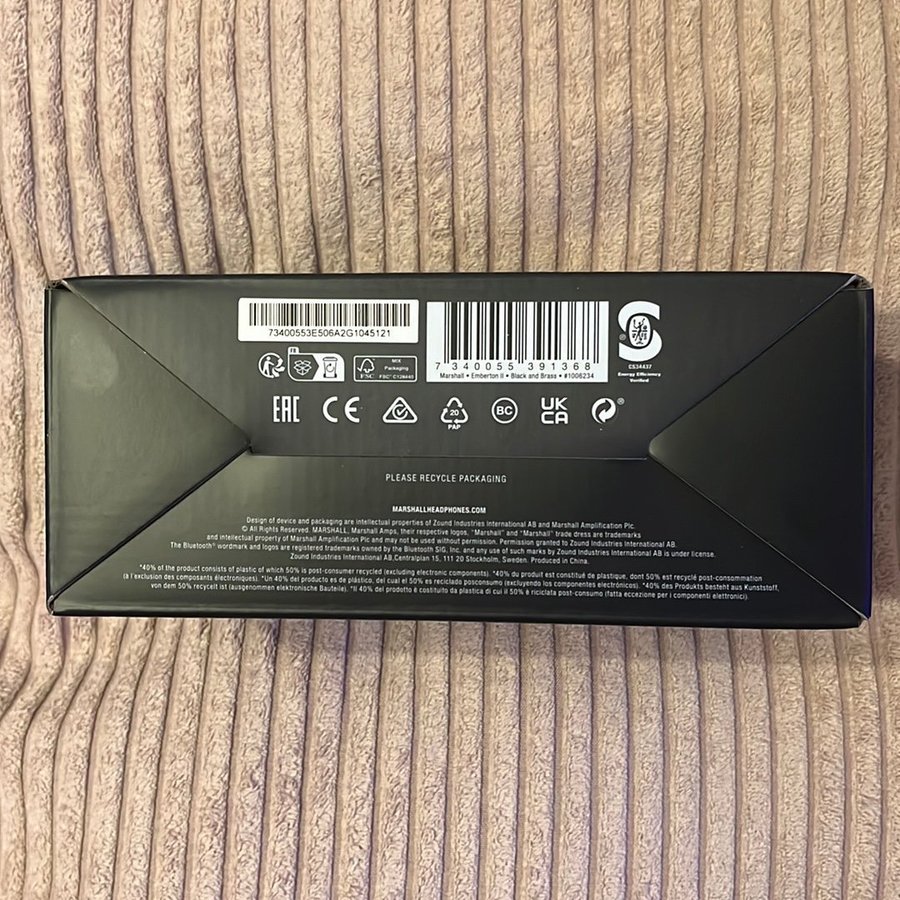 73400553E506A2G1045121
7 340055 391368
Marshall • Emberton II • Black and Brass • #1006234
S
®
CS34437
Energy Efficiency
Verified
FR
FSC
MIX
Packaging
FSC® C128440
EAC CE 20 BC UK CA ®
PAP
PLEASE RECYCLE PACKAGING
MARSHALLHEADPHONES.COM
Design of device and packaging are intellectual properties of Zound Industries International AB and Marshall Amplification Plc.
© All Rights Reserved. MARSHALL, Marshall Amps, their respective logos, "Marshall" and "Marshall" trade dress are trademarks
and intellectual property of Marshall Amplification Plc and may not be used without permission. Permission granted to Zound Industries International AB.
The Bluetooth® wordmark and logos are registered trademarks owned by the Bluetooth SIG, Inc. and any use of such marks by Zound Industries International AB is under license.
Zound Industries International AB,Centralplan 15, 111 20 Stockholm, Sweden. Produced in China.
*40% of the product consists of plastic of which 50% is post-consumer recycled (excluding electronic components). *40% du produit est constitué de plastique, dont 50% est recyclé post-consommation
(à l'exclusion des composants électroniques). *Un 40% del producto es de plástico, del cual el 50% es reciclado posconsumo (excluyendo los componentes electrónicos). *40% des Produkts besteht aus Kunststoff,
von dem 50% recycelt ist (ausgenommen elektronische Bauteile). *Il 40% del prodotto è costituito da plastica di cui il 50% è riciclata post-consumo (fatta eccezione per i componenti elettronici).